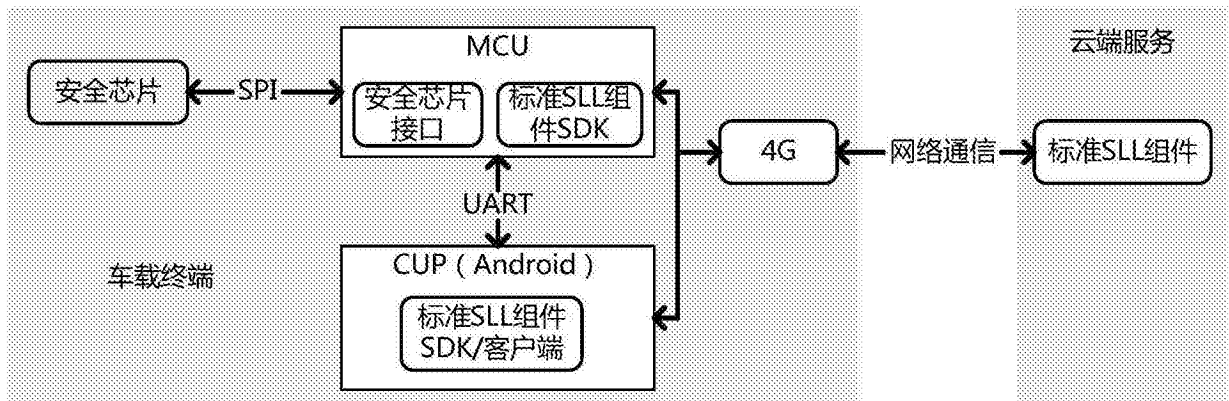 MCU
云端服务
安全芯片
SPI
安全芯片
接口
标准SLL组
件SDK
4G
网络通信
标准SLL组件
UART
车载终端
CUP（Android）
标准SLL组件
SDK/客户端